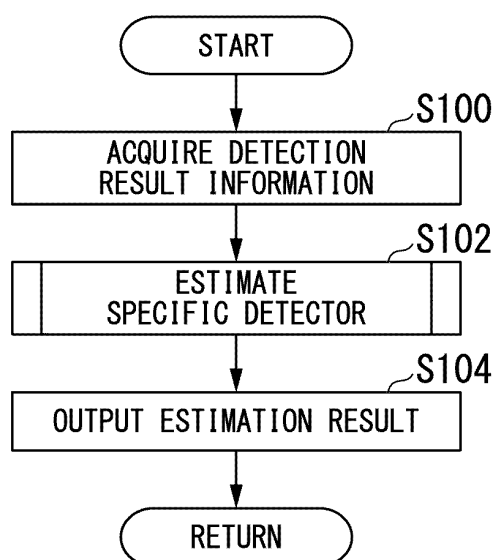 START
S100
ACQUIRE DETECTION
RESULT INFORMATION
S102
ESTIMATE
SPECIFIC DETECTOR
S104
OUTPUT ESTIMATION RESULT
RETURN